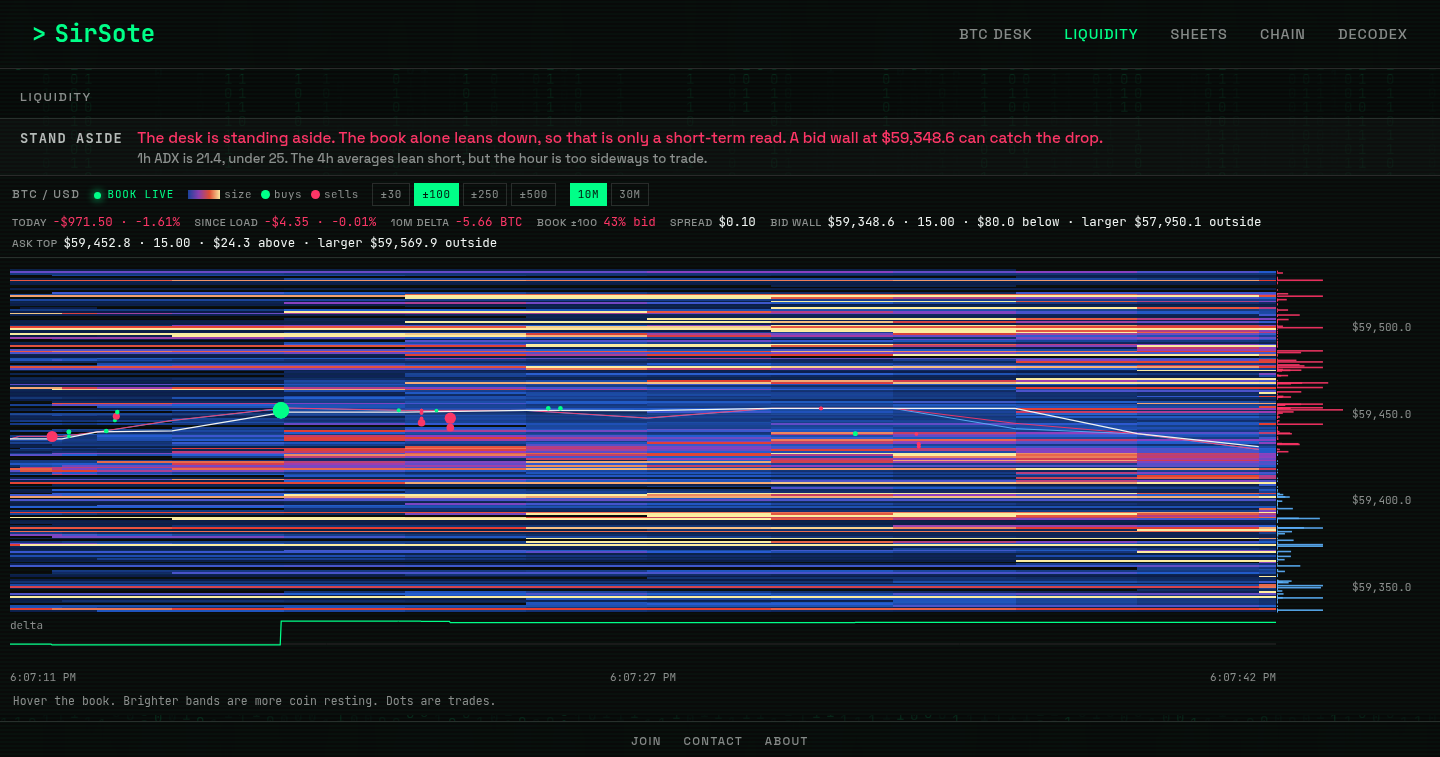 > SirSote
BTC DESK LIQUIDITY SHEETS CHAIN DECODEX
LIQUIDITY
STAND ASIDE The desk is standing aside. The book alone leans down, so that is only a short-term read. A bid wall at $59,348.6 can catch the drop.
1h ADX is 21.4, under 25. The 4h averages lean short, but the hour is too sideways to trade.
BTC / USD BOOK LIVE size buys sells ±30 ±100 ±250 ±500 10M 30M
TODAY -$971.50 · -1.61% SINCE LOAD -$4.35 · -0.01% 10M DELTA -5.66 BTC BOOK ±100 43% bid SPREAD $0.10 BID WALL $59,348.6 · 15.00 · $80.0 below · larger $57,950.1 outside
ASK TOP $59,452.8 · 15.00 · $24.3 above · larger $59,569.9 outside
$59,500.0
$59,450.0
$59,400.0
$59,350.0
delta
6:07:11 PM 6:07:27 PM 6:07:42 PM
Hover the book. Brighter bands are more coin resting. Dots are trades.
JOIN CONTACT ABOUT